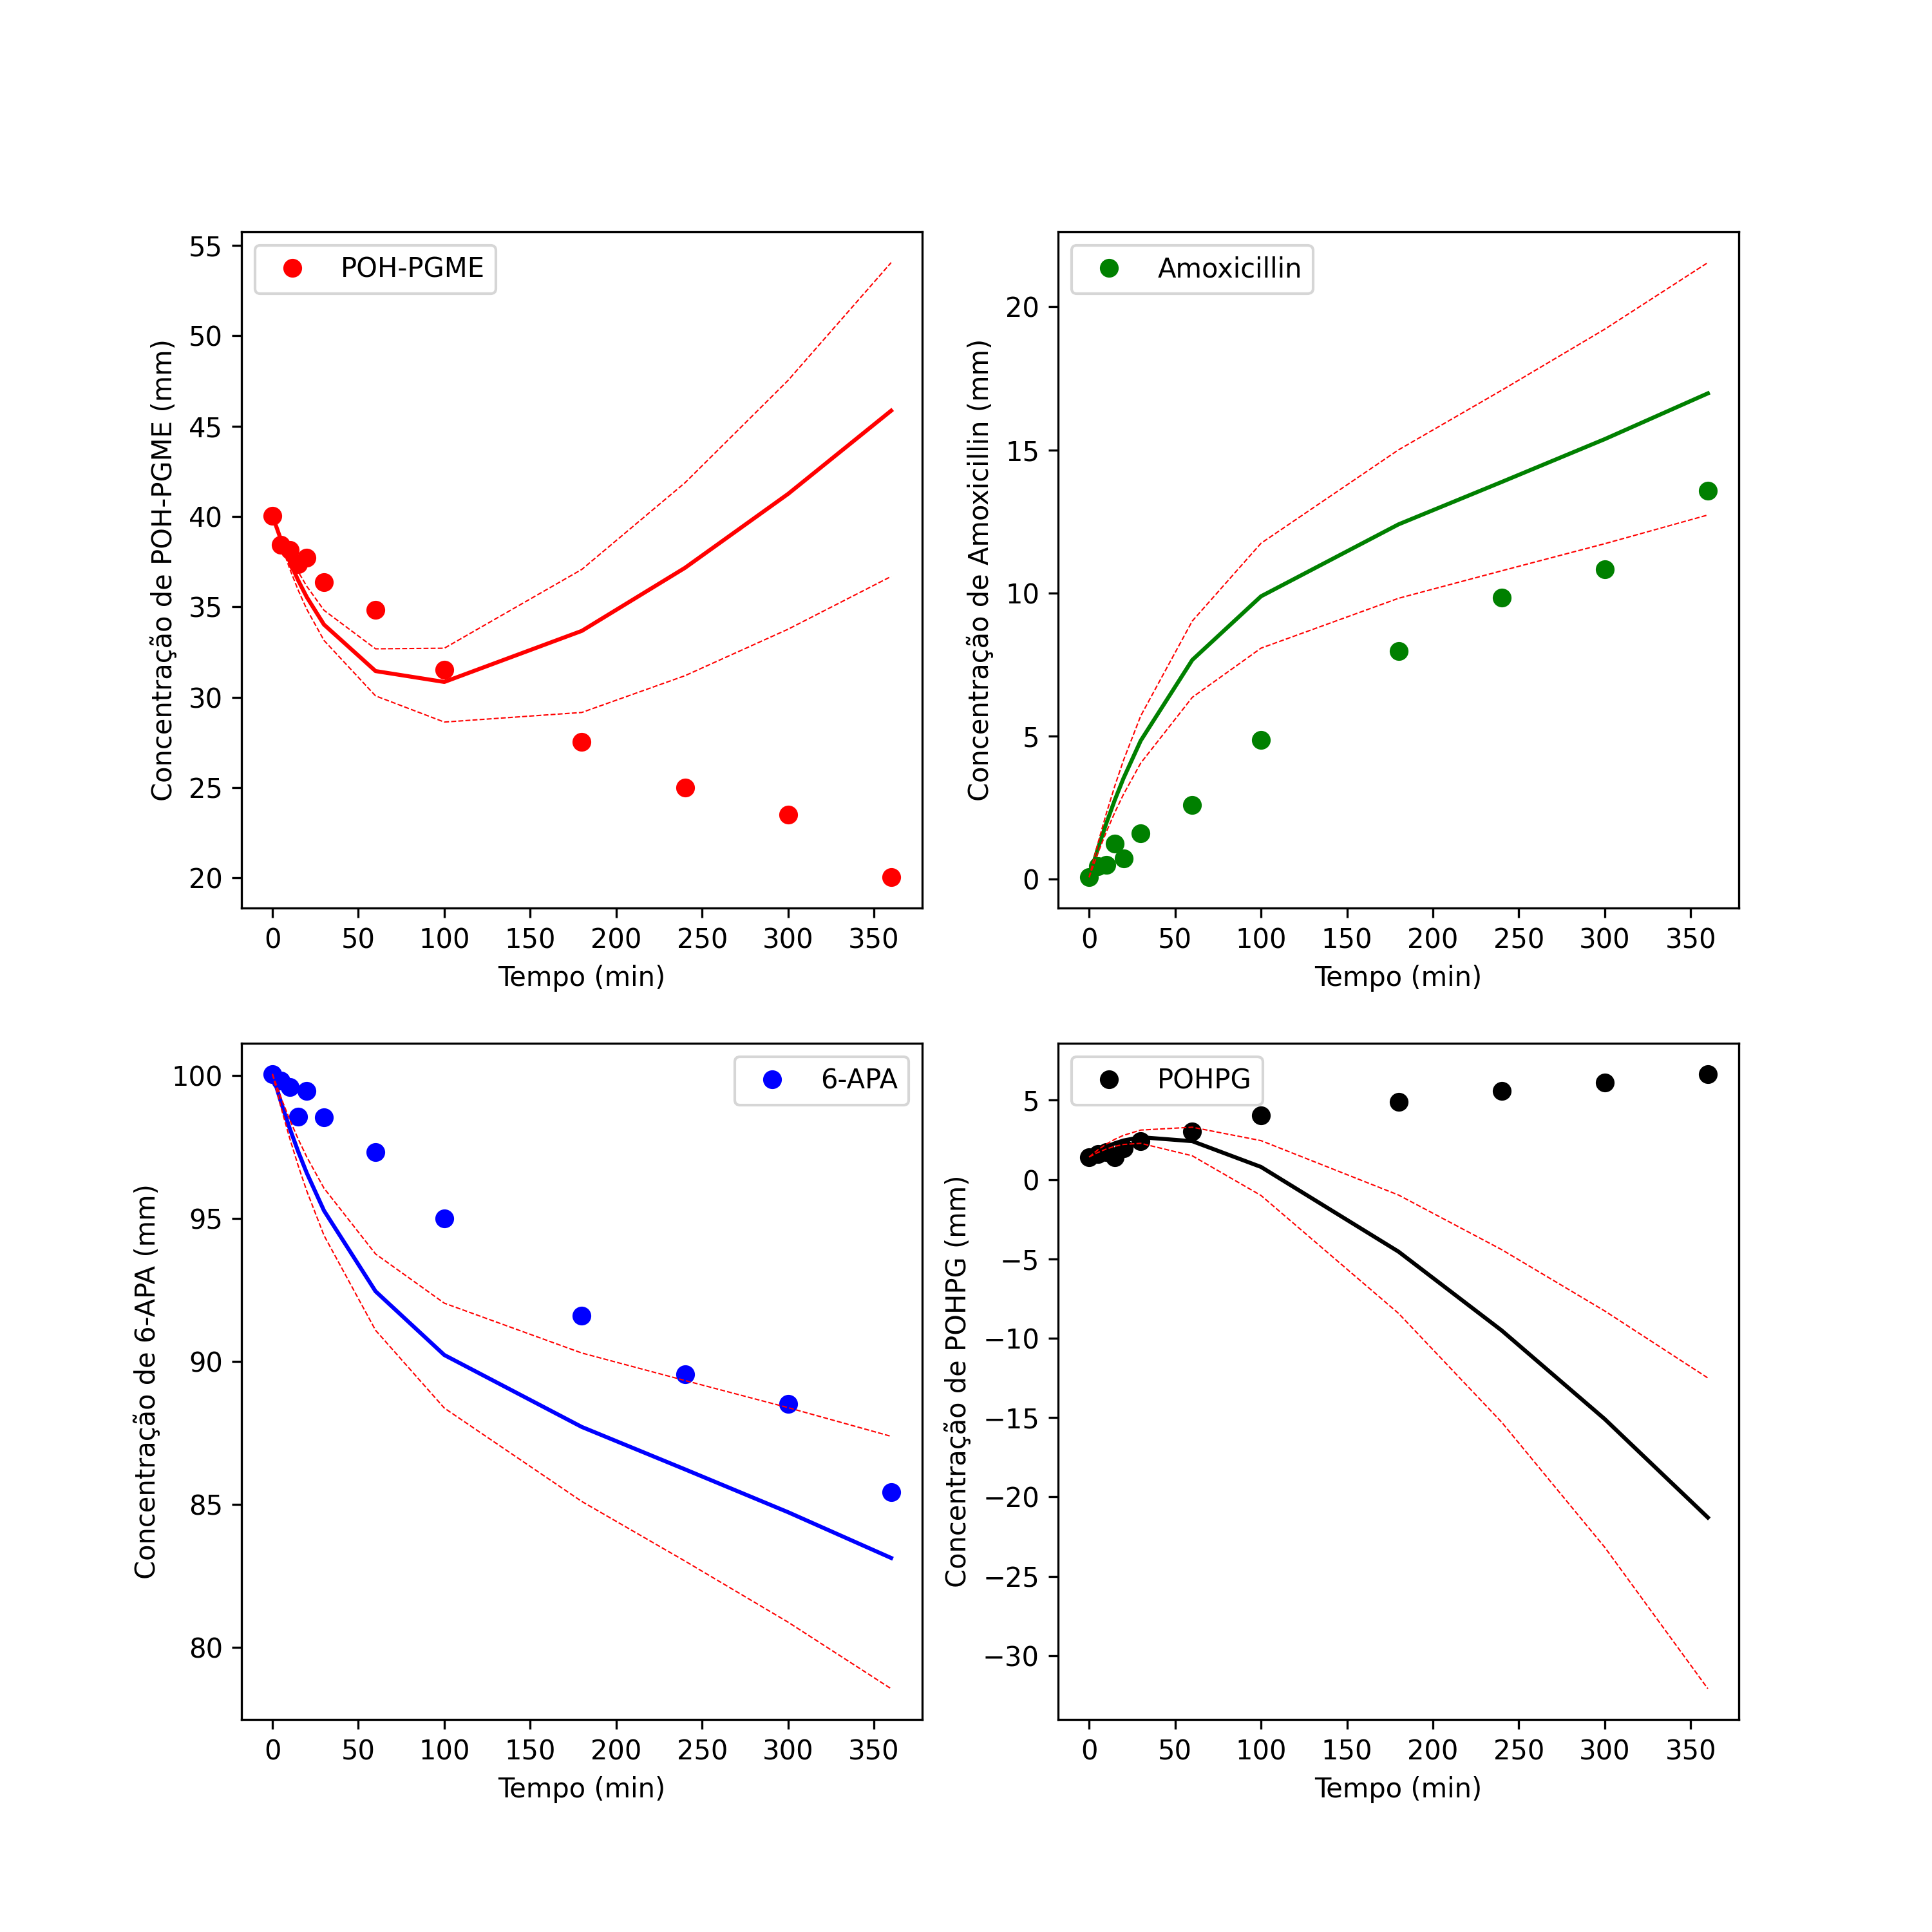 POH-PGME
Concentração de POH-PGME (mm)
55
50
45
40
35
30
25
20
0 50 100 150 200 250 300 350
Tempo (min)
Amoxicillin
Concentração de Amoxicillin (mm)
20
15
10
5
0
0 50 100 150 200 250 300 350
Tempo (min)
6-APA
Concentração de 6-APA (mm)
100
95
90
85
80
0 50 100 150 200 250 300 350
Tempo (min)
POHPG
Concentração de POHPG (mm)
5
0
−5
−10
−15
−20
−25
−30
0 50 100 150 200 250 300 350
Tempo (min)